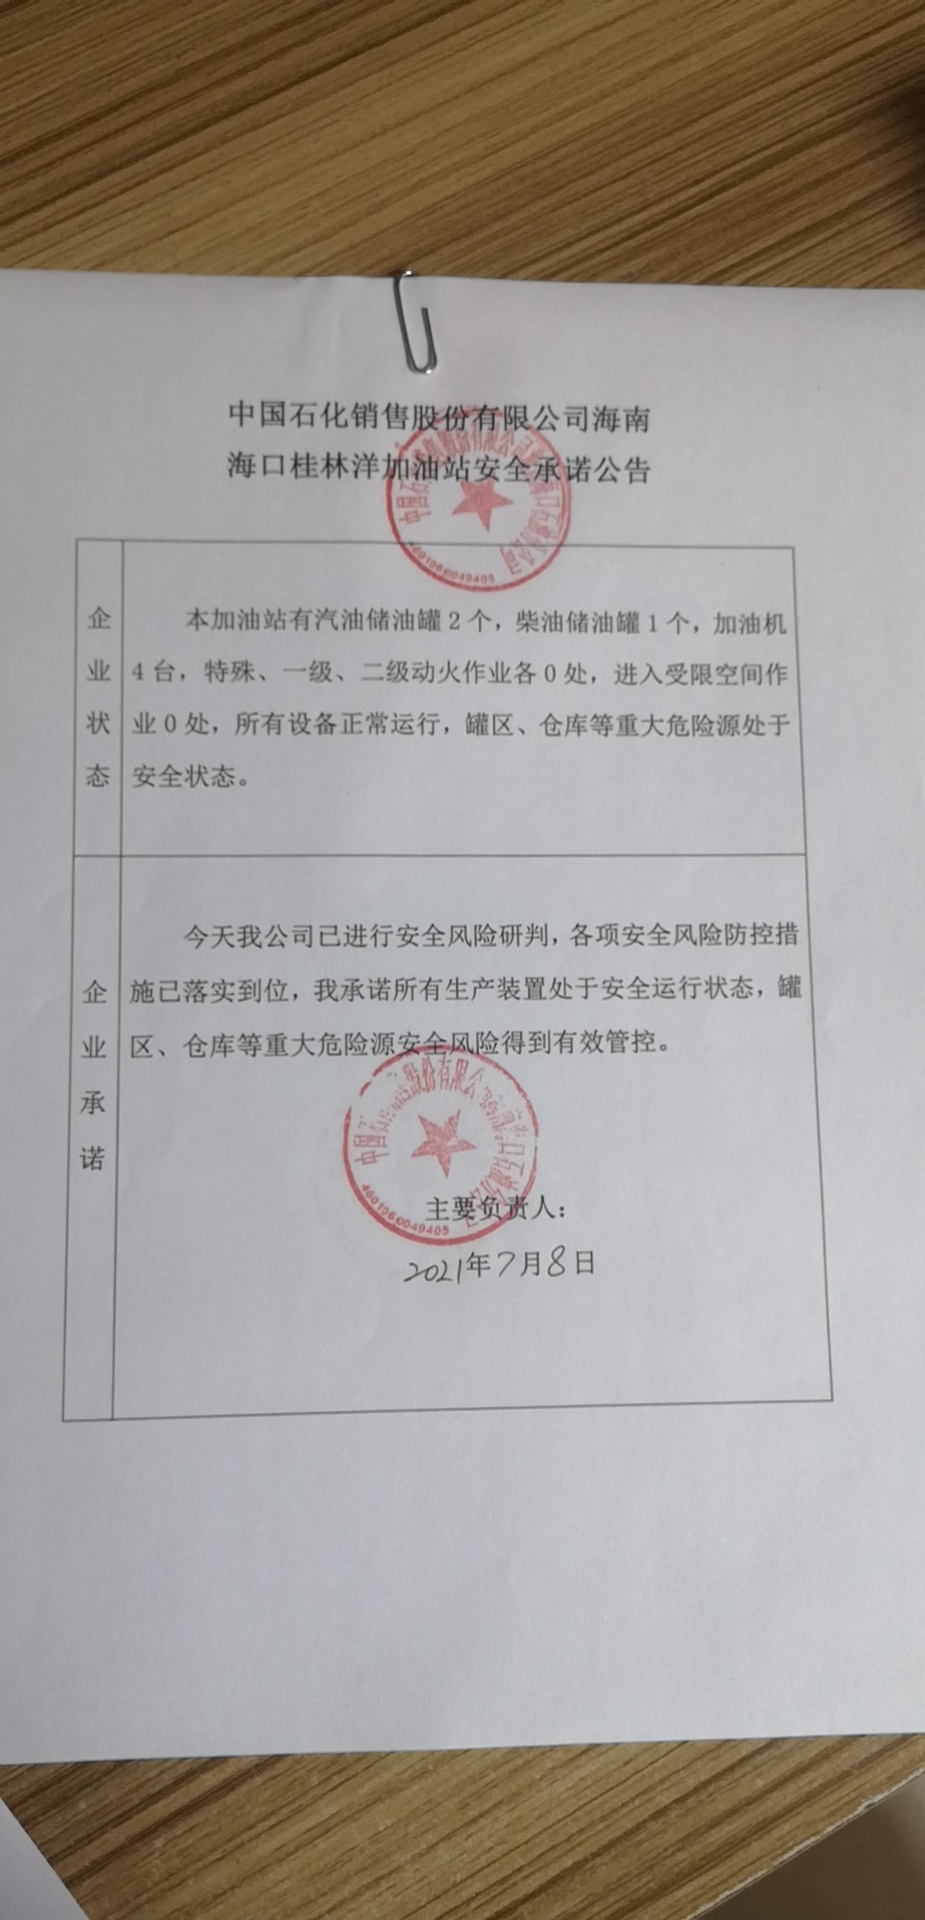 中国石化销售股份有限公司海南
海口桂林洋加油站安全承诺公告
企业状态
本加油站有汽油储油罐2个，柴油储油罐1个，加油机
4台，特殊、一级、二级动火作业各0处，进入受限空间作
业0处，所有设备正常运行，罐区、仓库等重大危险源处于
安全状态。
企业承诺
今天我公司已进行安全风险研判，各项安全风险防控措
施已落实到位，我承诺所有生产装置处于安全运行状态，罐
区、仓库等重大危险源安全风险得到有效管控。
主要负责人：
2021年7月8日
4601060049405
4601060049405